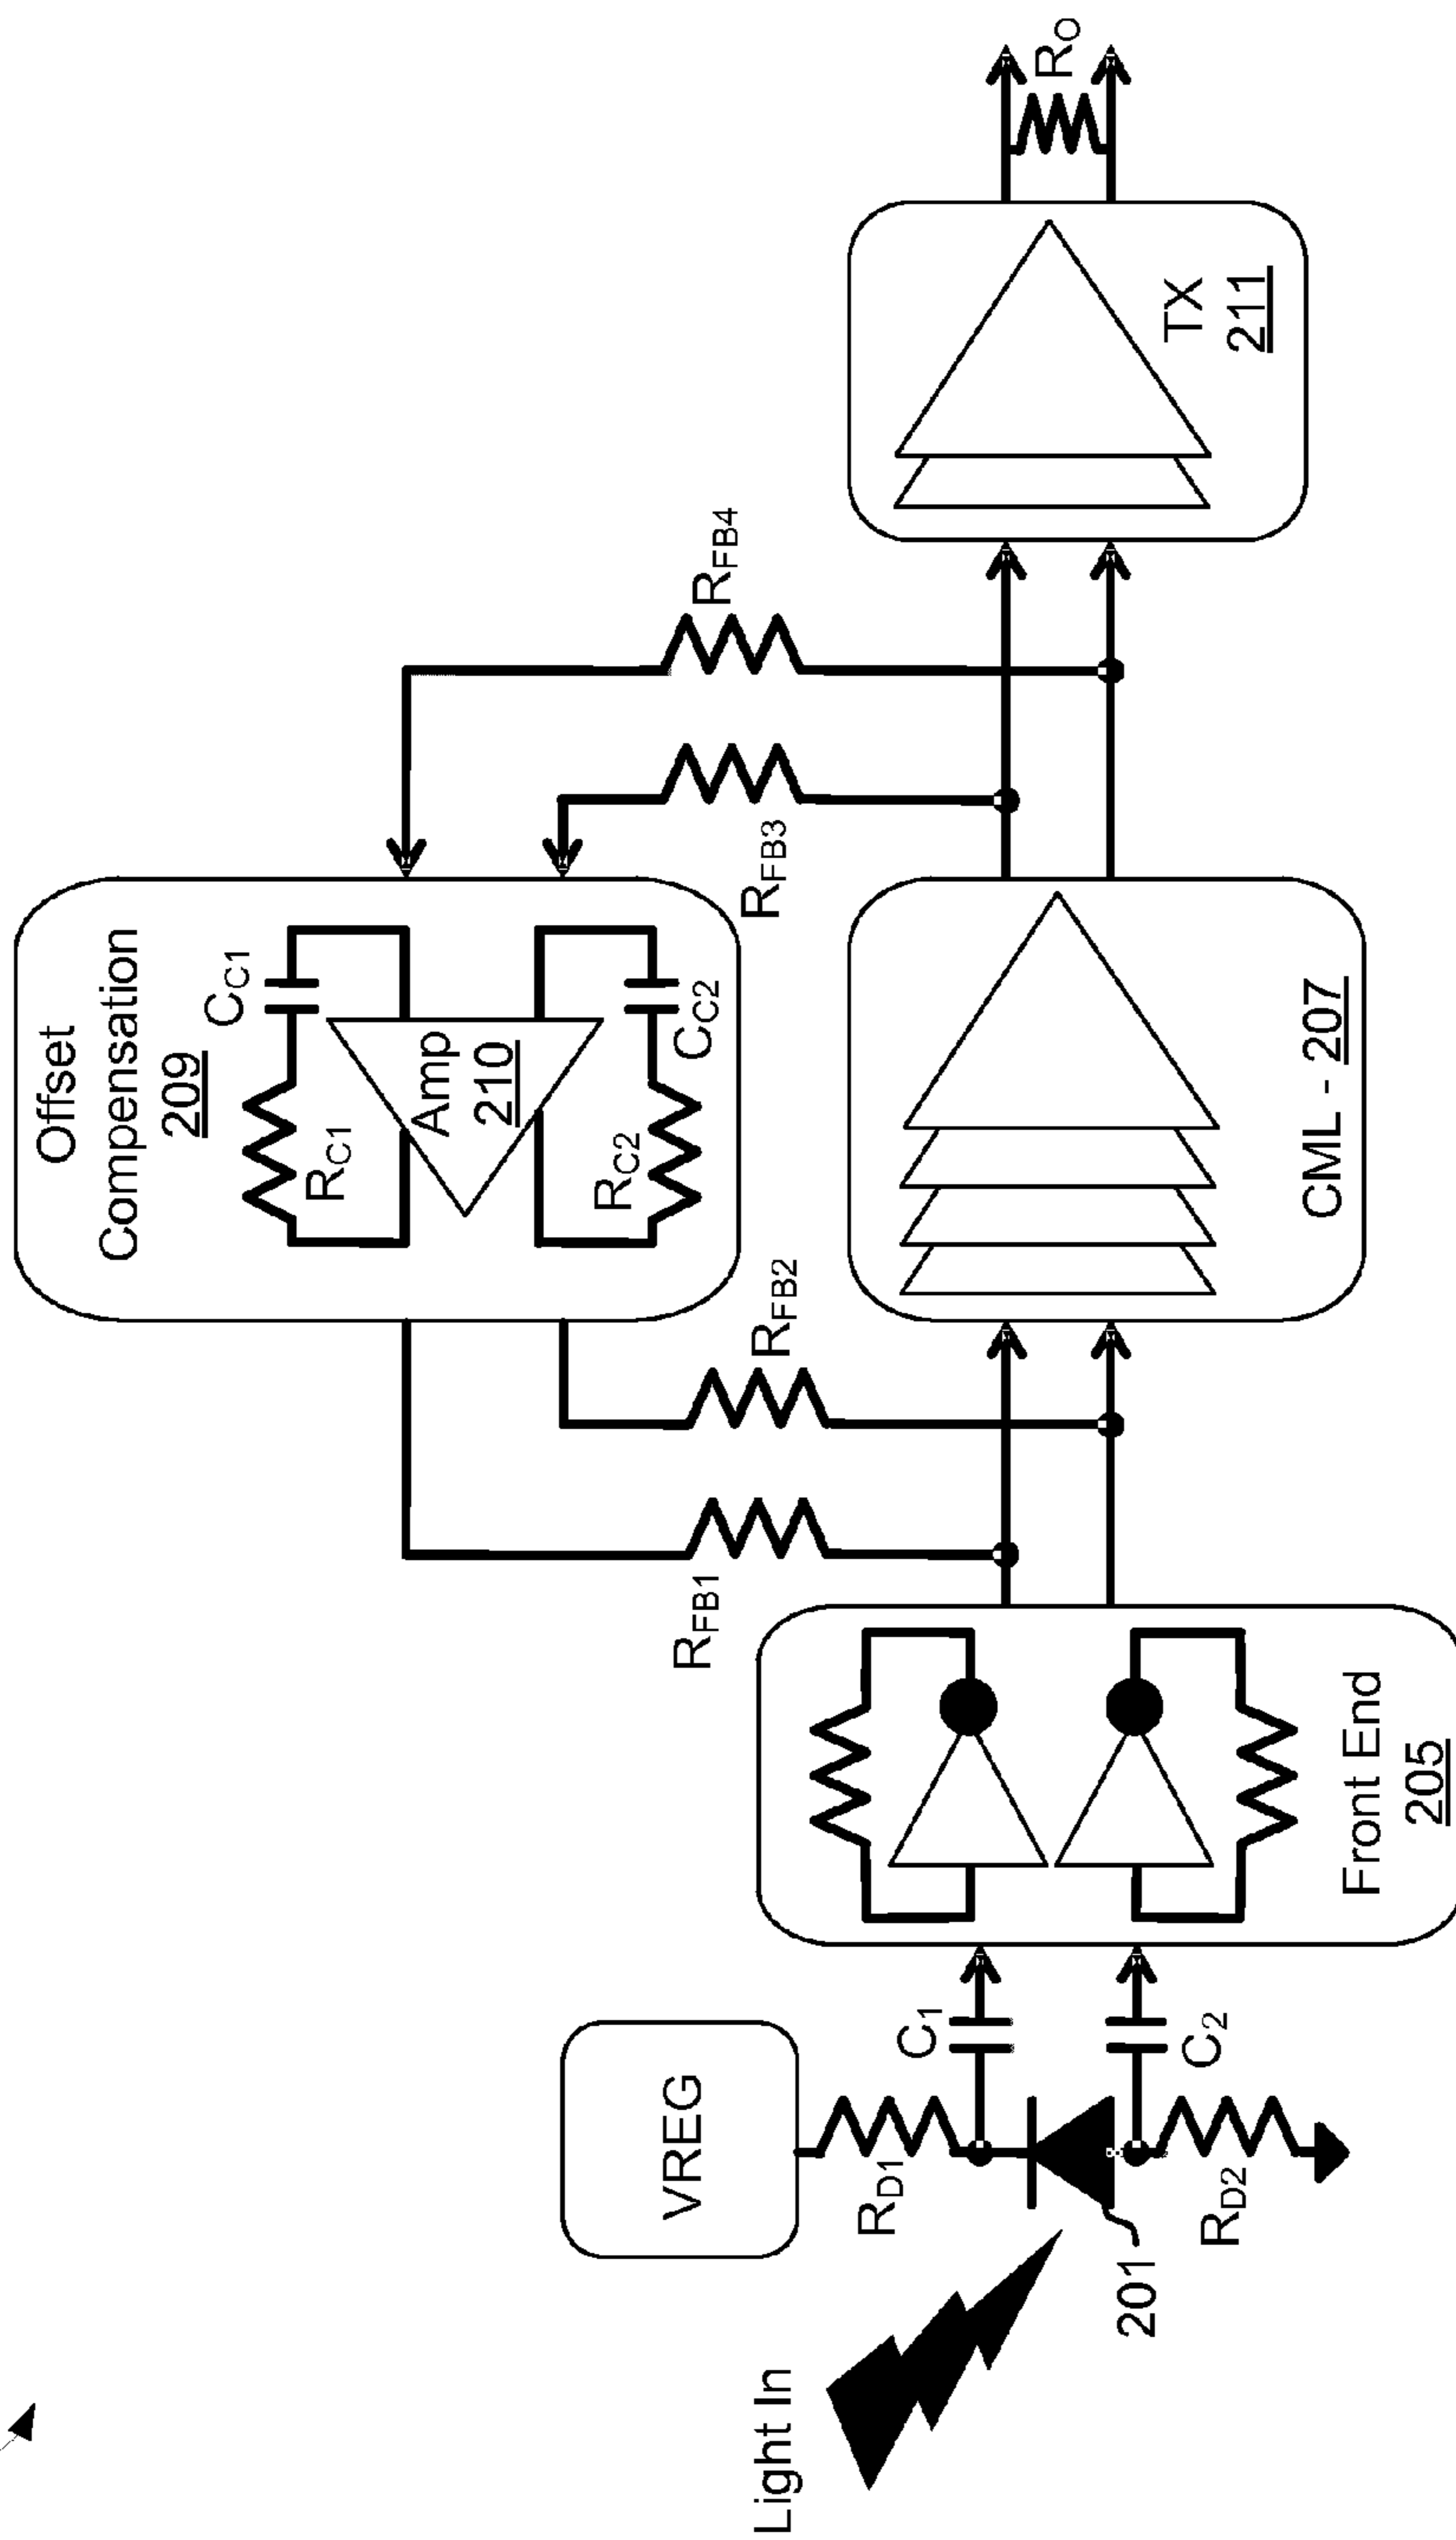 Offset
Compensation
209
C_C1
R_C1
Amp
210
R_C2
C_C2
R_FB1
R_FB2
R_FB3
R_FB4
VREG
Light In
R_D1
201
R_D2
C_1
C_2
Front End
205
CML - 207
TX
211
R_O